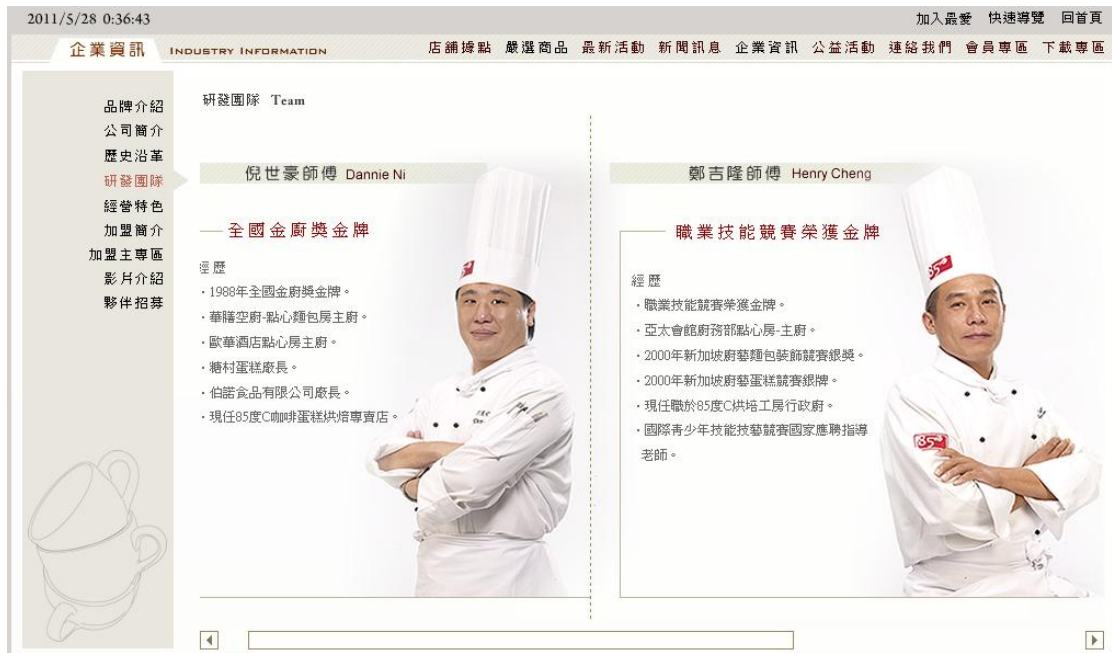 2011/5/28 0:36:43
加入最愛 快速導覽 回首頁
企業資訊 INDUSTRY INFORMATION
店舖據點 嚴選商品 最新活動 新聞訊息 企業資訊 公益活動 連絡我們 會員專區 下載專區
品牌介紹
公司簡介
歷史沿革
研發團隊
經營特色
加盟簡介
加盟主專區
影片介紹
夥伴招募
研發團隊 Team
倪世豪師傅 Dannie Ni
全國金廚獎金牌
經歷
·1988年全國金廚獎金牌。
·華膳空廚-點心麵包房主廚。
·歐華酒店點心房主廚。
·糖村蛋糕廠長。
·伯諾食品有限公司廠長。
·現任85度C咖啡蛋糕烘焙專賣店。
鄭吉隆師傅 Henry Cheng
職業技能競賽榮獲金牌
經歷
·職業技能競賽榮獲金牌。
·亞太會館廚務部點心房-主廚。
·2000年新加坡廚藝麵包裝飾競賽銀獎。
·2000年新加坡廚藝蛋糕競賽銀牌。
·現任職於85度C烘培工房行政廚。
·國際青少年技能技藝競賽國家應聘指導
老師。
85°
85°